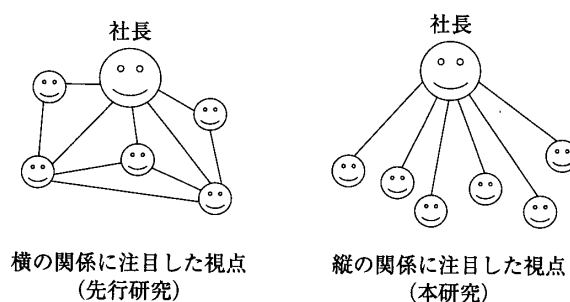 社長
横の関係に注目した視点
(先行研究)
社長
縦の関係に注目した視点
(本研究)